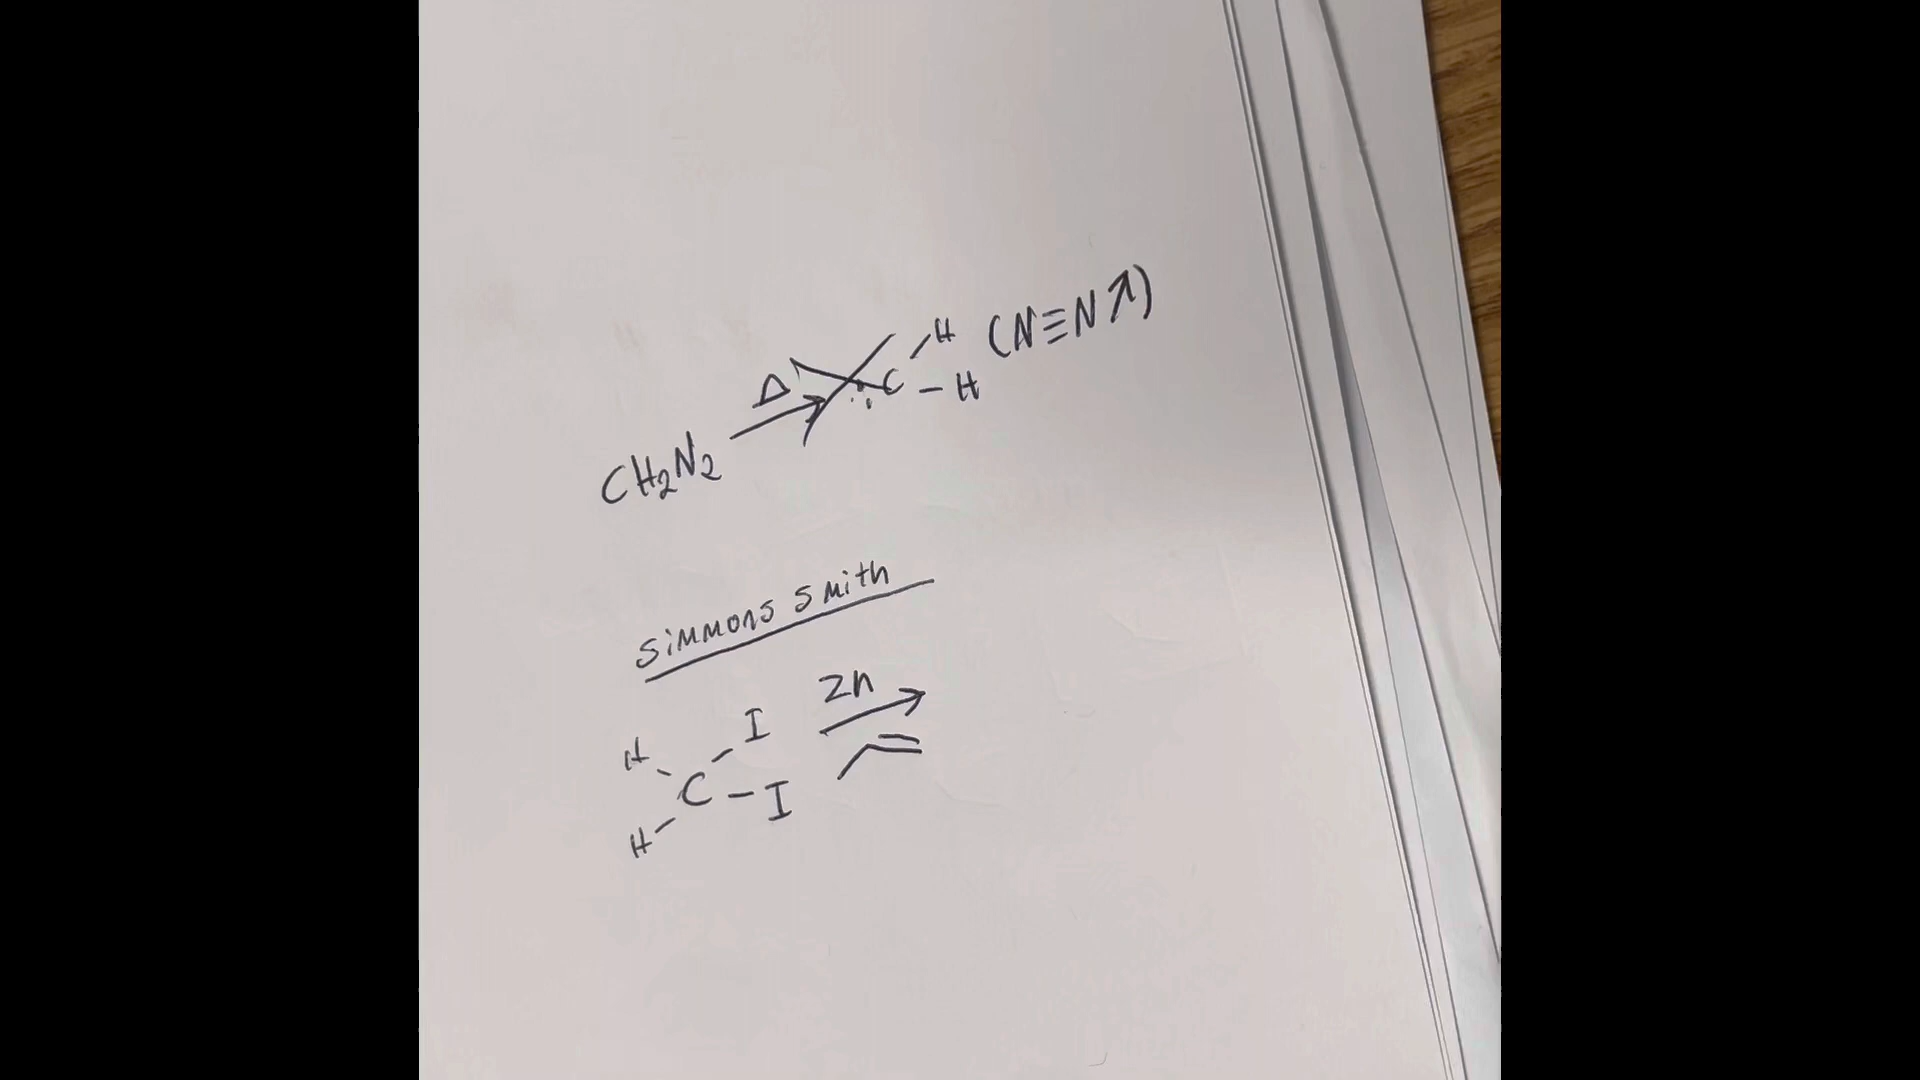 CH₂N₂ Δ→ :C –H –H (N≡N↗)
Simmons Smith
H H C I I Zn →